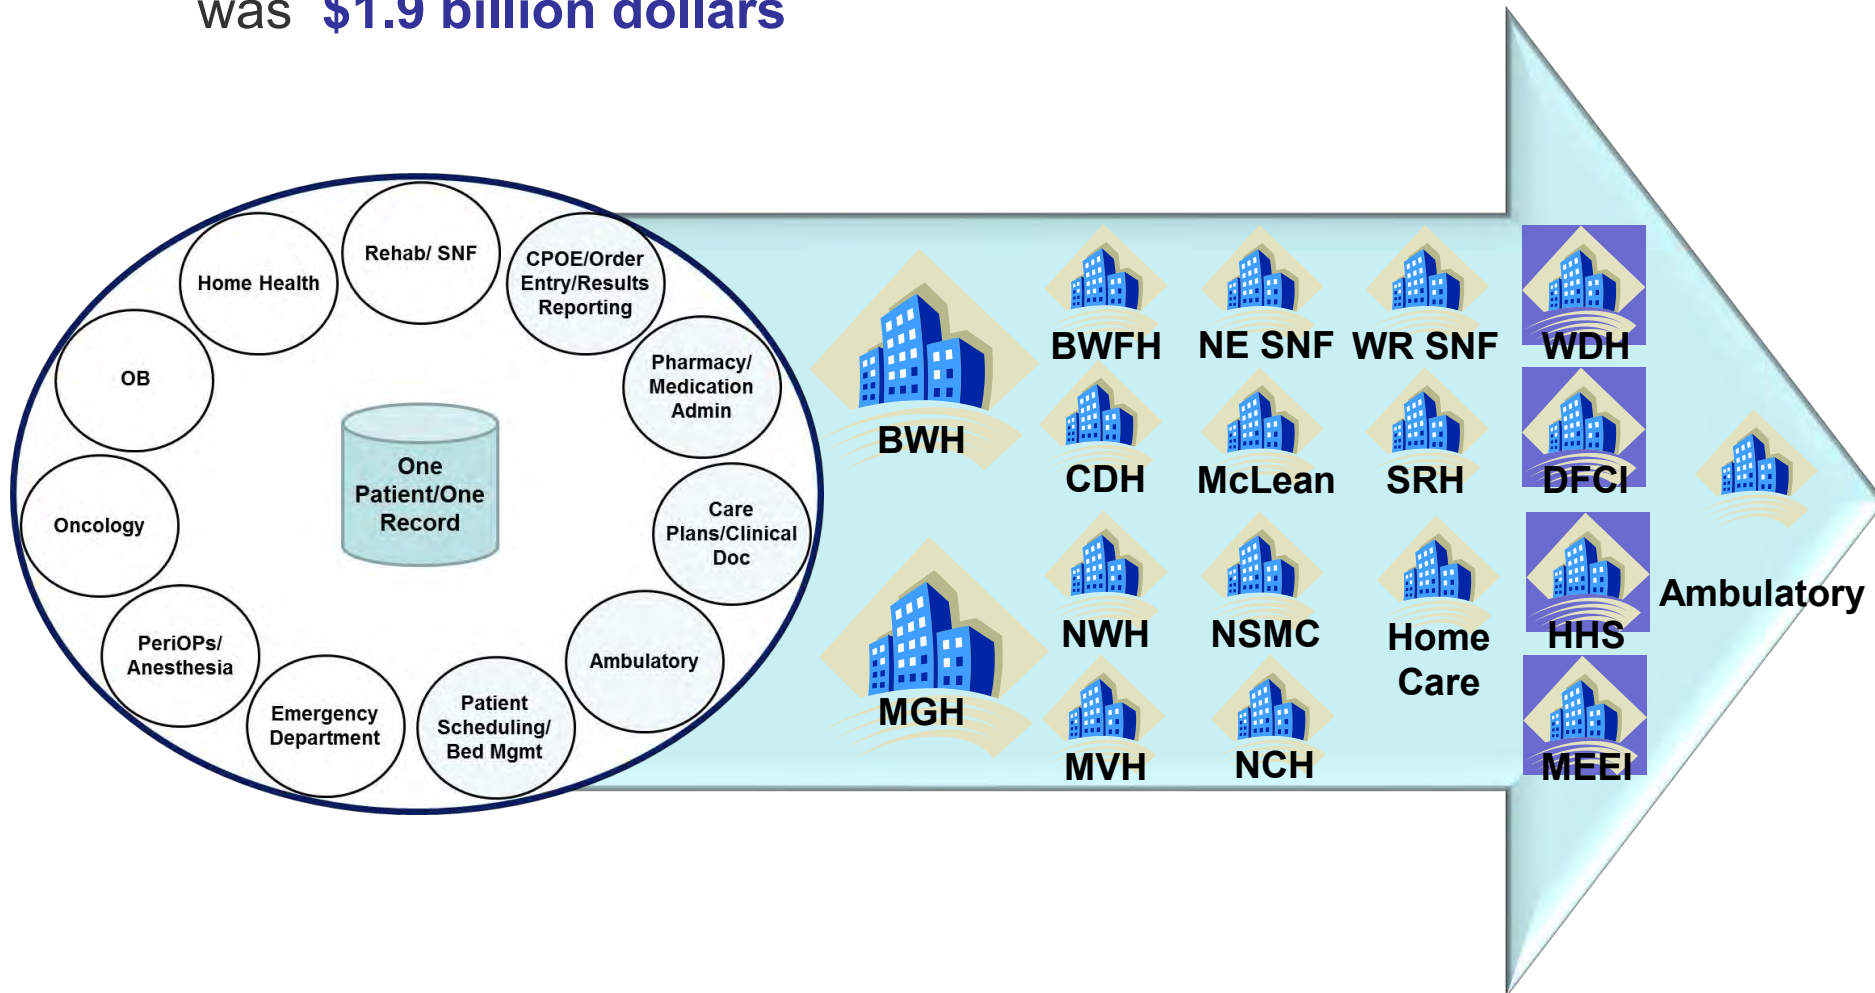 was $1.9 billion dollars
Rehab/ SNF
CPOE/Order
Entry/Results
Reporting
Home Health
Pharmacy/
Medication
Admin
OB
One
Patient/One
Record
Care
Plans/Clinical
Doc
Oncology
PeriOPs/
Anesthesia
Ambulatory
Emergency
Department
Patient
Scheduling/
Bed Mgmt
BWH
MGH
BWFH
NE SNF
WR SNF
WDH
CDH
McLean
SRH
DFCI
NWH
NSMC
Home
Care
HHS
MVH
NCH
MEEI
Ambulatory